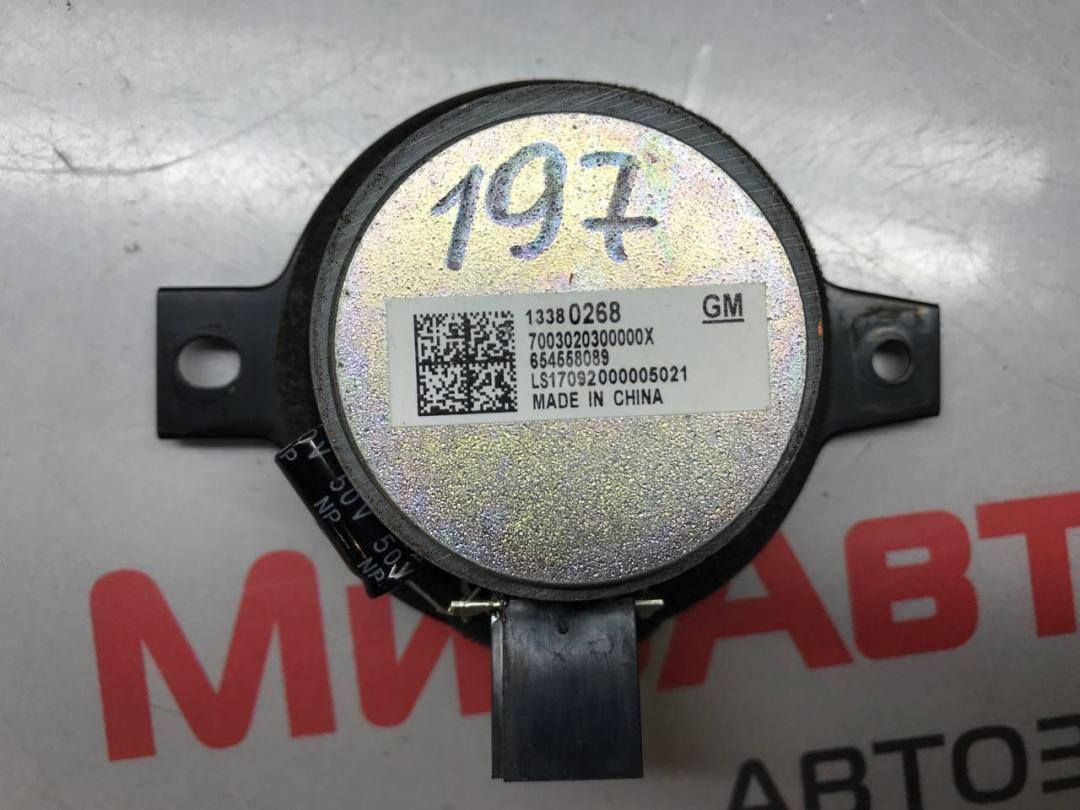 197
13380268 GM
7003020300000X
654558089
LS17092000005021
MADE IN CHINA
50V 50V
NP NP
АВТО